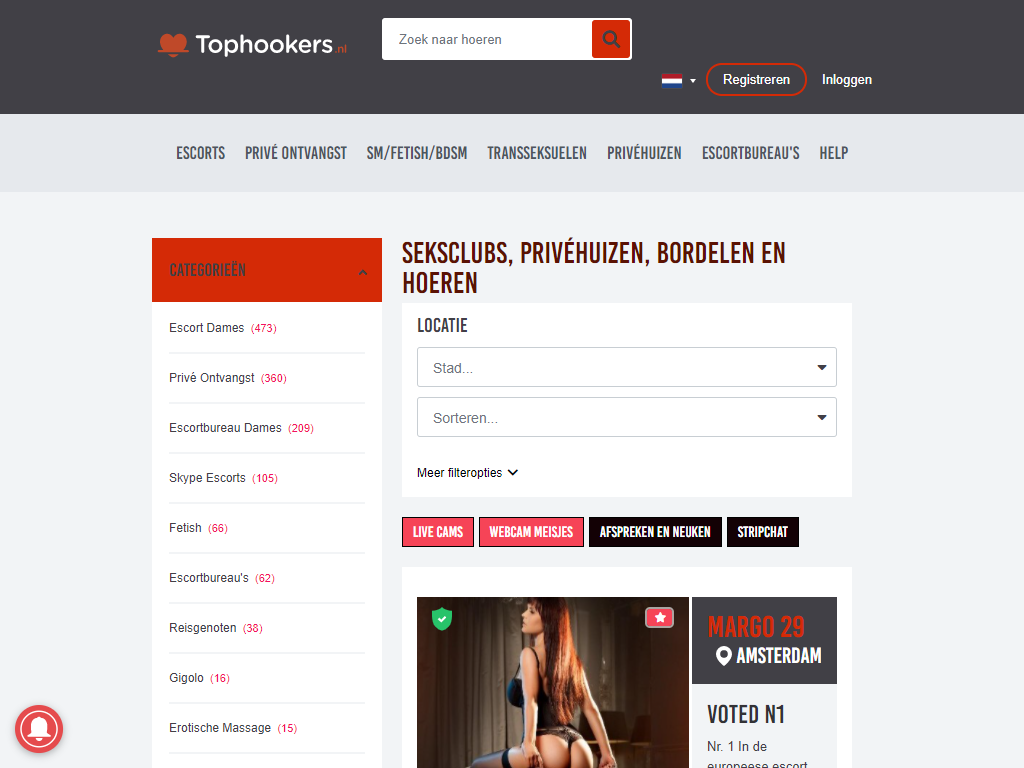 Tophookers.nl
Zoek naar hoeren
Registreren
Inloggen
ESCORTS
PRIVÉ ONTVANGST
SM/FETISH/BDSM
TRANSSEKSUELEN
PRIVÉHUIZEN
ESCORTBUREAU'S
HELP
CATEGORIEËN
Escort Dames (473)
Privé Ontvangst (360)
Escortbureau Dames (209)
Skype Escorts (105)
Fetish (66)
Escortbureau's (62)
Reisgenoten (38)
Gigolo (16)
Erotische Massage (15)
SEKSCLUBS, PRIVÉHUIZEN, BORDELEN EN
HOEREN
LOCATIE
Stad...
Sorteren...
Meer filteropties
LIVE CAMS
WEBCAM MEISJES
AFSPREKEN EN NEUKEN
STRIPCHAT
MARGO 29
AMSTERDAM
VOTED N1
Nr. 1 In de
europeese escort